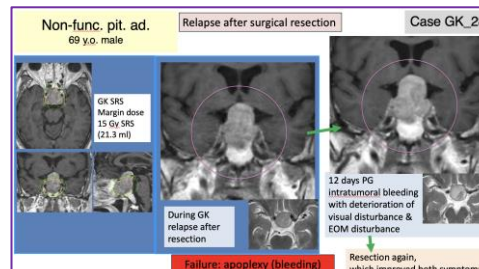 Non-func. pit. ad.
69 y.o. male
Relapse after surgical resection
Case GK_2
GK SRS
Margin dose
15 Gy SRS
(21.3 ml)
During GK
relapse after
resection
12 days PG
intratumoral bleeding
with deterioration of
visual disturbance &
EOM disturbance
Failure: apoplexy (bleeding)
Resection again,
which improved both